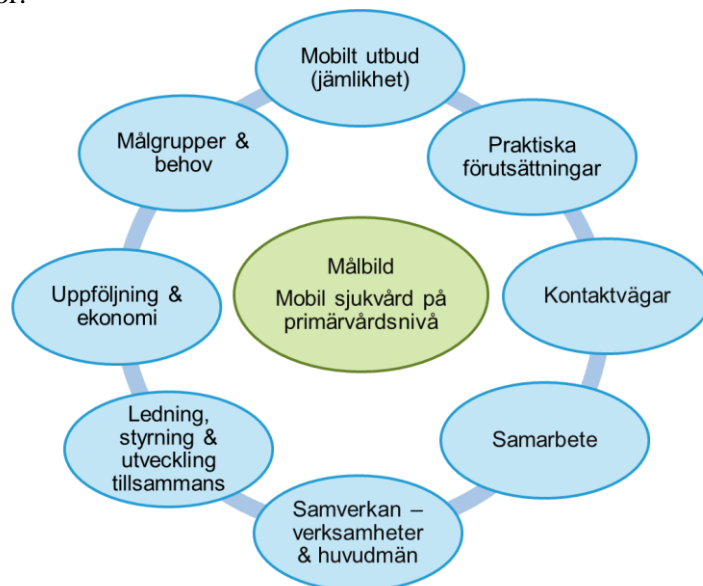 or.
Mobilt utbud
(jämlikhet)
Praktiska
förutsättningar
Kontaktvägar
Samarbete
Samverkan –
verksamheter
& huvudmän
Ledning,
styrning &
utveckling
tillsammans
Uppföljning &
ekonomi
Målgrupper &
behov
Målbild
Mobil sjukvård på
primärvårdsnivå